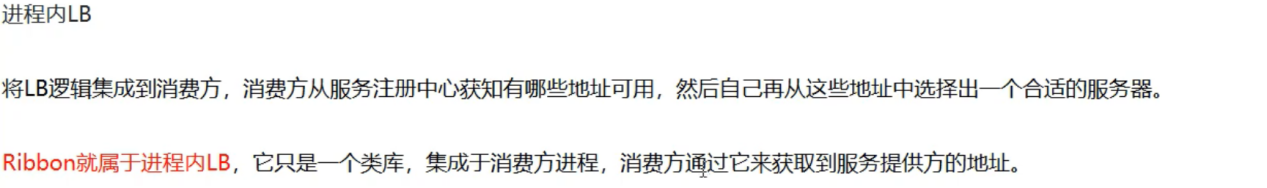 进程内LB
将LB逻辑集成到消费方，消费方从服务注册中心获知有哪些地址可用，然后自己再从这些地址中选择出一个合适的服务器。
Ribbon就属于进程内LB，它只是一个类库，集成于消费方进程，消费方通过它来获取到服务提供方的地址。